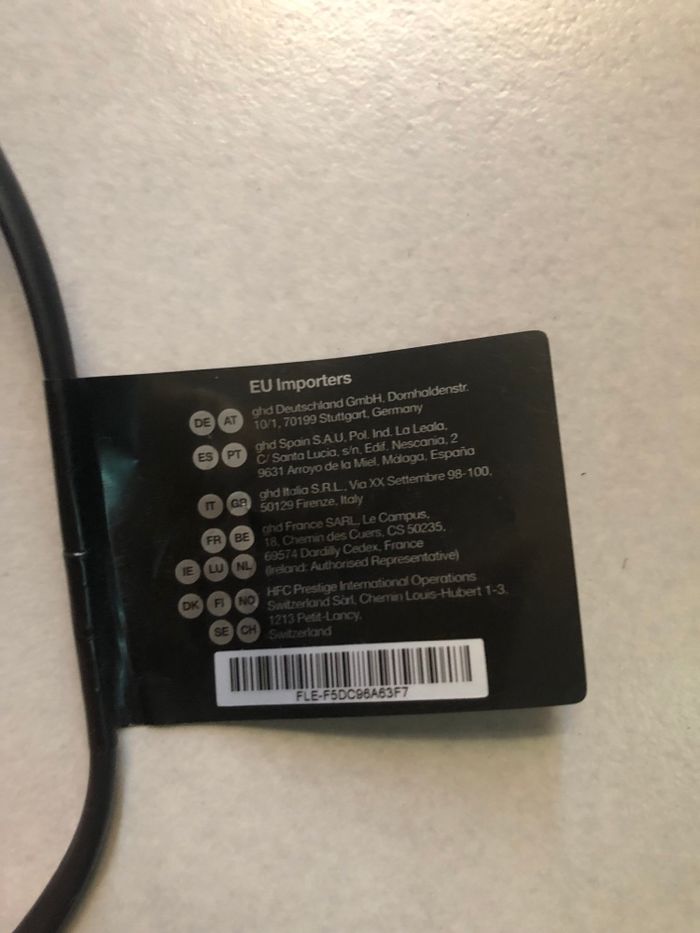 EU Importers
DE AT ghd Deutschland GmbH, Dornhaldenstr.
10/1, 70199 Stuttgart, Germany
ES PT ghd Spain S.A.U, Pol. Ind. La Leala,
C/ Santa Lucia, s/n, Edif. Nescania, 2
9631 Arroyo de la Miel, Málaga, España
IT GR ghd Italia S.R.L., Via XX Settembre 98-100,
50129 Firenze, Italy
FR BE ghd France SARL, Le Campus,
18, Chemin des Cuers, CS 50235,
IE LU NL 69574 Dardilly Cedex, France
(Ireland: Authorised Representative)
DK FI NO HFC Prestige International Operations
Switzerland Sàrl, Chemin Louis-Hubert 1-3,
1213 Petit-Lancy,
SE CH Switzerland
FLE-F5DC96A63F7